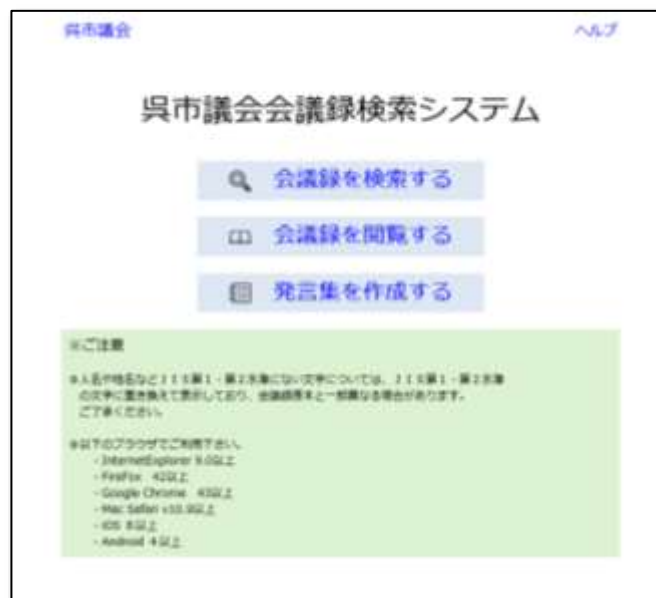 呉市議会 ヘルプ
呉市議会会議録検索システム
会議録を検索する
会議録を閲覧する
発言集を作成する
※ご注意
※人名や地名などJIS第1・第2水準にない文字については、JIS第1・第2水準
の文字に置き換えて表示しており、会議録原本と一部異なる場合があります。
ご了承ください。
※以下のブラウザでご利用下さい。
- InternetExplorer 9.0以上
- FireFox 42以上
- Google Chrome 43以上
- Mac Safari
- iOS 8以上
- Android 4以上